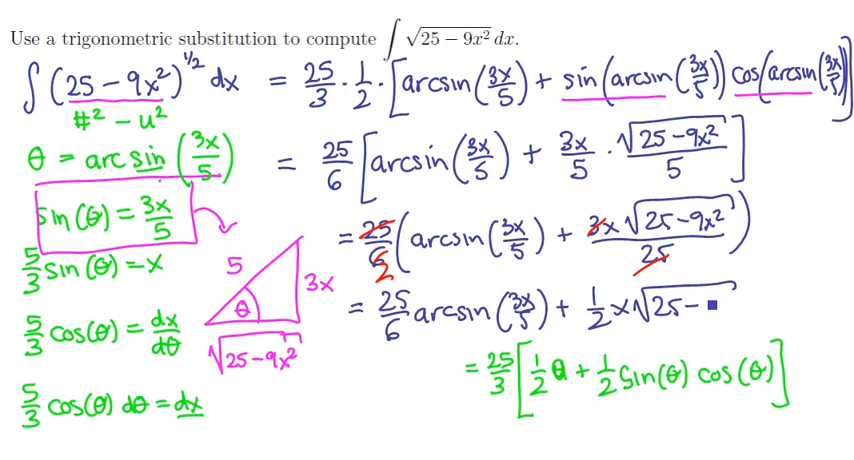 Use a trigonometric substitution to compute ∫ √(25 − 9x²) dx.
∫ (25 − 9x²)^(1/2) dx = 25/3 · 1/2 · [arcsin(3x/5) + sin(arcsin(3x/5)) cos(arcsin(3x/5))]
#² − u²
θ = arcsin(3x/5)
= 25/6 [arcsin(3x/5) + 3x/5 · √(25−9x²)/5]
sin(θ) = 3x/5
= 25/6 (arcsin(3x/5) + 3x√(25−9x²)/25)
2
5/3 sin(θ) = x
5
3x
θ
√(25−9x²)
= 25/6 arcsin(3x/5) + 1/2 x√(25−
5/3 cos(θ) = dx/dθ
= 25/3 [1/2 θ + 1/2 sin(θ) cos(θ)]
5/3 cos(θ) dθ = dx